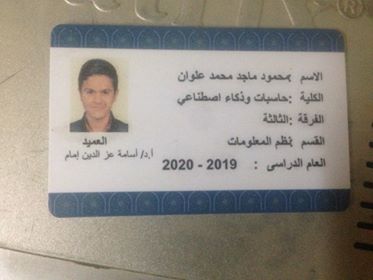 الاسم :محمود ماجد محمد علوان
الكلية :حاسبات وذكاء اصطناعي
الفرقة :الثالثة
القسم :نظم المعلومات
العام الدراسى : 2019 - 2020
العميد
أ.د/ أسامة عز الدين إمام